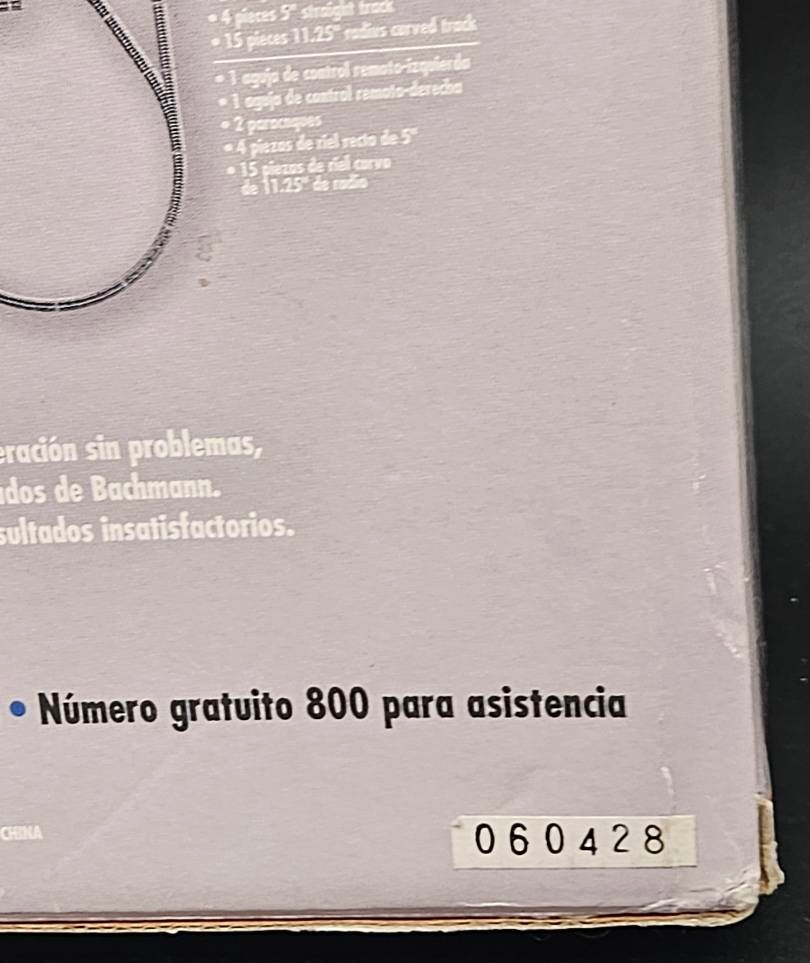 • 4 pieces 5" straight track
• 15 pieces 11.25" radius curved track
• 1 aguja de control remoto-izquierda
• 1 aguja de control remoto-derecha
• 2 paracoques
• 4 piezas de riel recto de 5"
• 15 piezas de riel curvo
de 11.25" de radio
eración sin problemas,
ados de Bachmann.
sultados insatisfactorios.
• Número gratuito 800 para asistencia
CHINA
060428